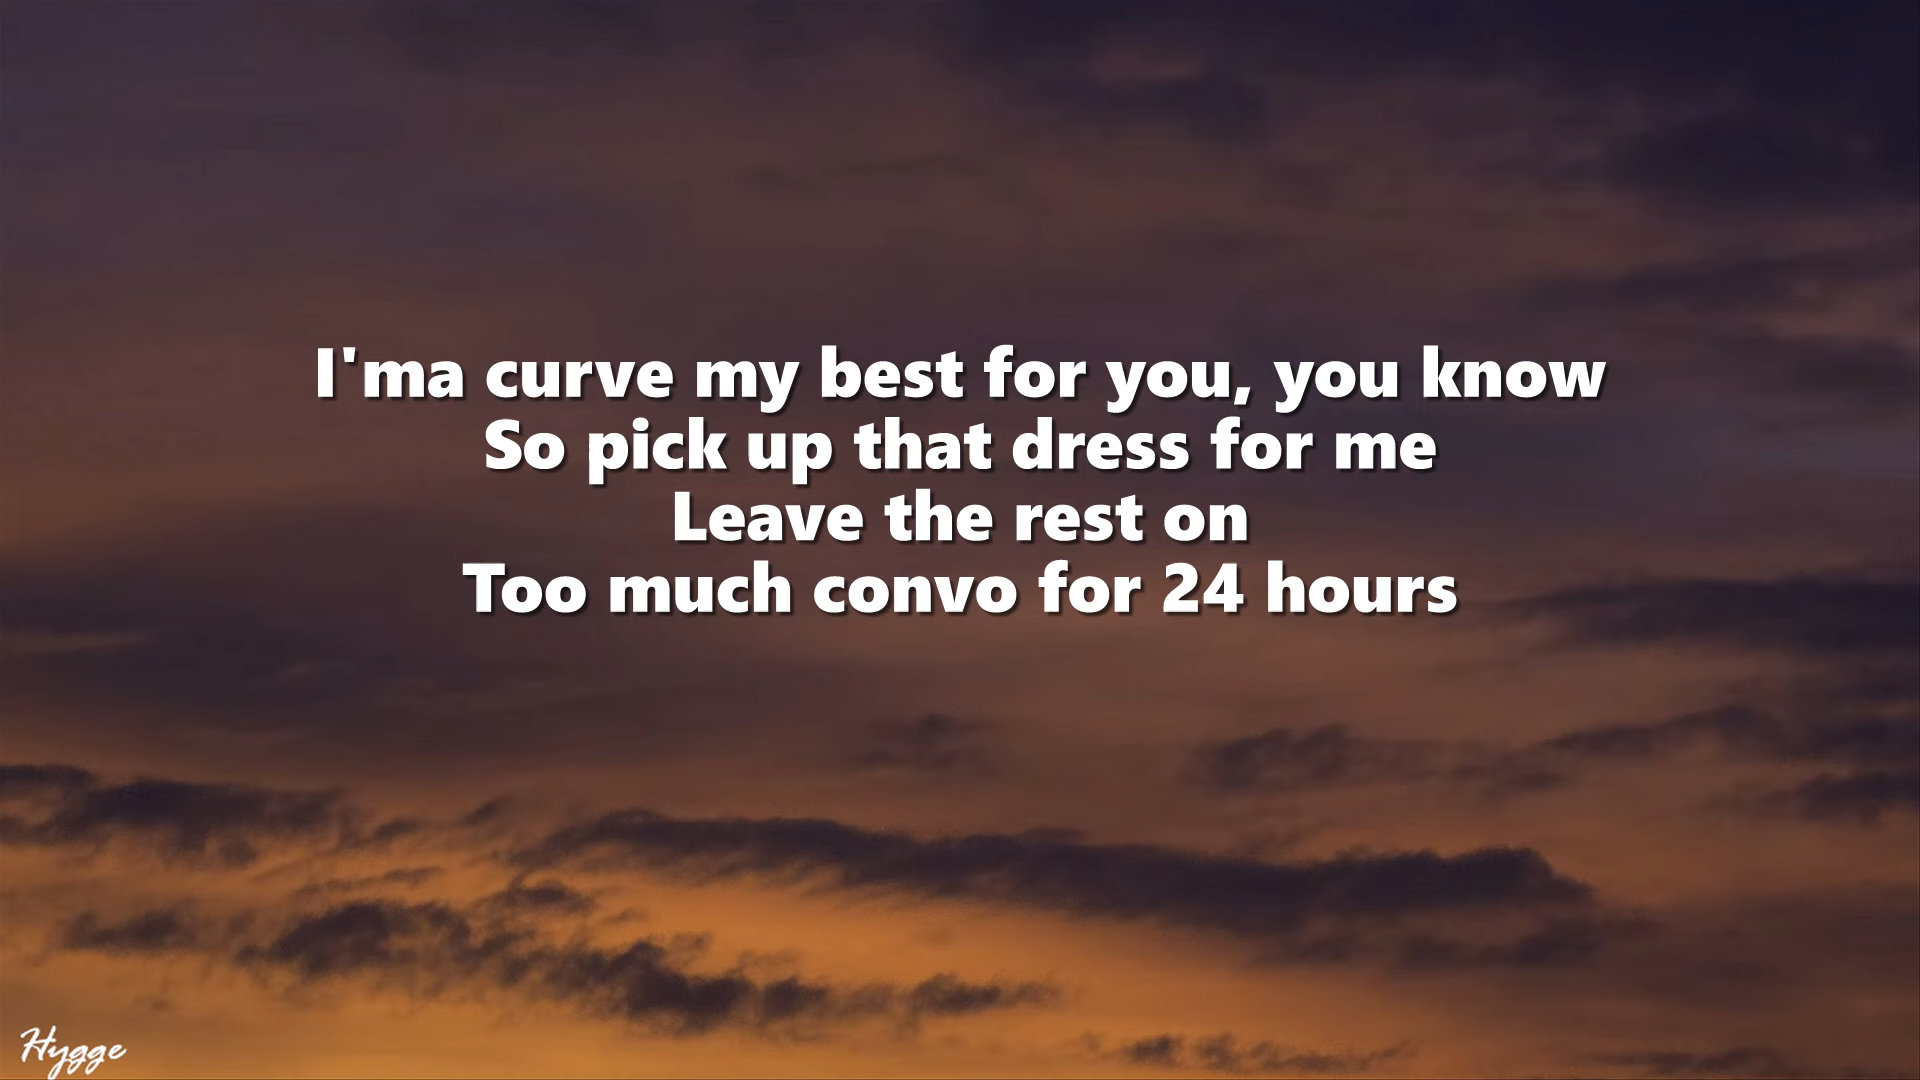 I'ma curve my best for you, you know
So pick up that dress for me
Leave the rest on
Too much convo for 24 hours
Hygge